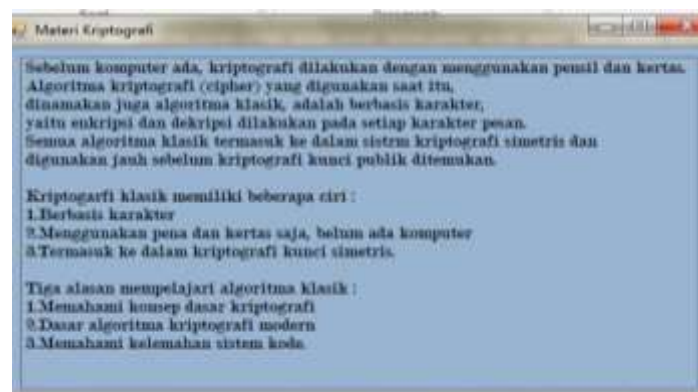 Materi Kriptografi
Sebelum komputer ada, kriptografi dilakukan dengan menggunakan pensil dan kertas.
Algoritma kriptografi (cipher) yang digunakan saat itu,
dinamakan juga algoritma klasik, adalah berbasis karakter,
yaitu enkripsi dan dekripsi dilakukan pada setiap karakter pesan.
Semua algoritma klasik termasuk ke dalam sistrm kriptografi simetris dan
digunakan jauh sebelum kriptografi kunci publik ditemukan.
Kriptogarfi klasik memiliki beberapa ciri :
1.Berbasis karakter
2.Menggunakan pena dan kertas saja, belum ada komputer
3.Termasuk ke dalam kriptografi kunci simetris.
Tiga alasan mempelajari algoritma klasik :
1.Memahami konsep dasar kriptografi
2.Dasar algoritma kriptografi modern
3.Memahami kelemahan sistem kode.